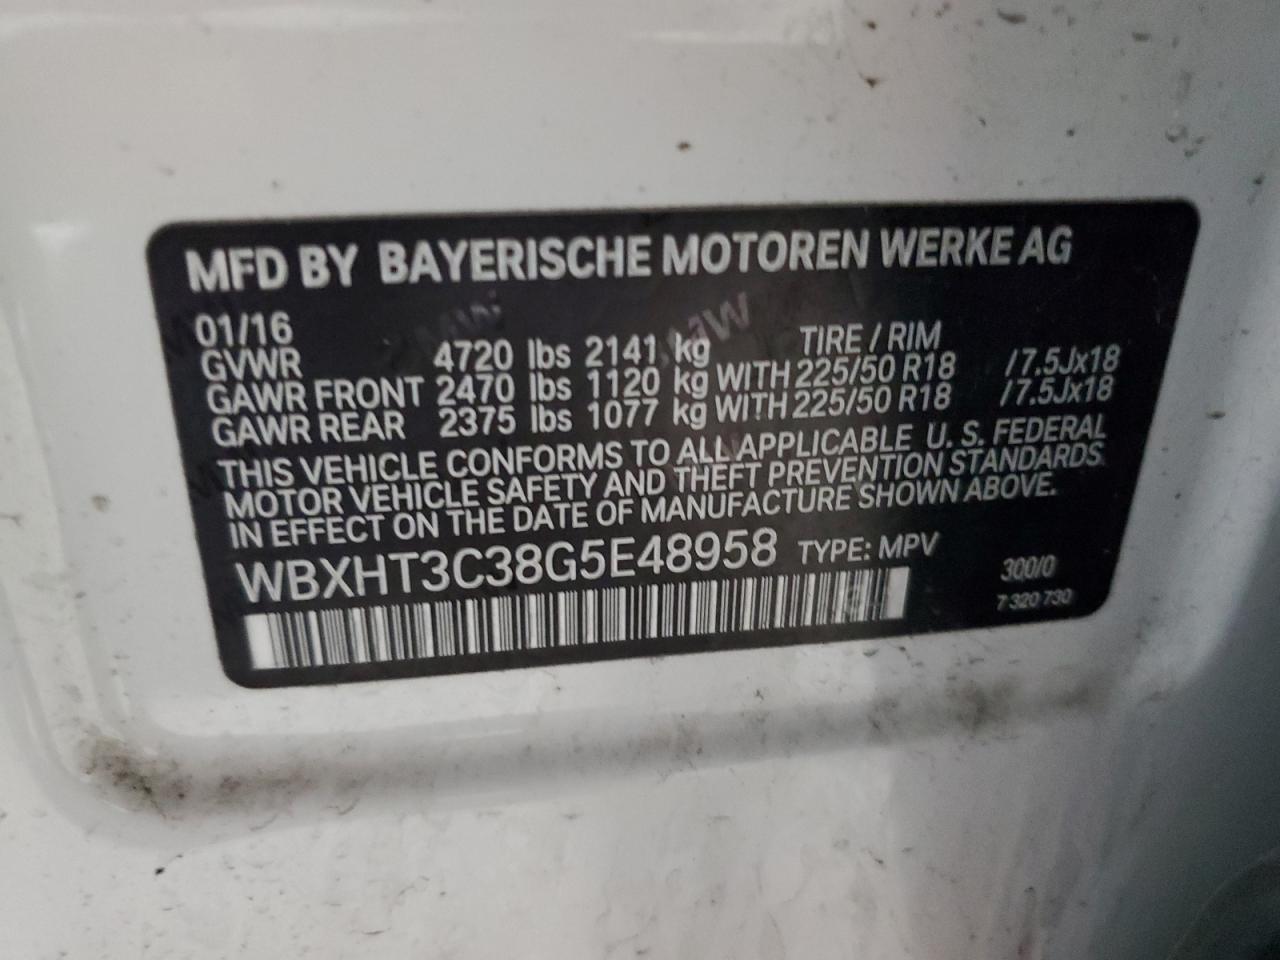 MFD BY BAYERISCHE MOTOREN WERKE AG
01/16 TIRE / RIM
GVWR 4720 lbs 2141 kg
GAWR FRONT 2470 lbs 1120 kg WITH 225/50 R18 /7.5Jx18
GAWR REAR 2375 lbs 1077 kg WITH 225/50 R18 /7.5Jx18
THIS VEHICLE CONFORMS TO ALL APPLICABLE U. S. FEDERAL
MOTOR VEHICLE SAFETY AND THEFT PREVENTION STANDARDS
IN EFFECT ON THE DATE OF MANUFACTURE SHOWN ABOVE.
WBXHT3C38G5E48958 TYPE: MPV
300/0
7 320 730